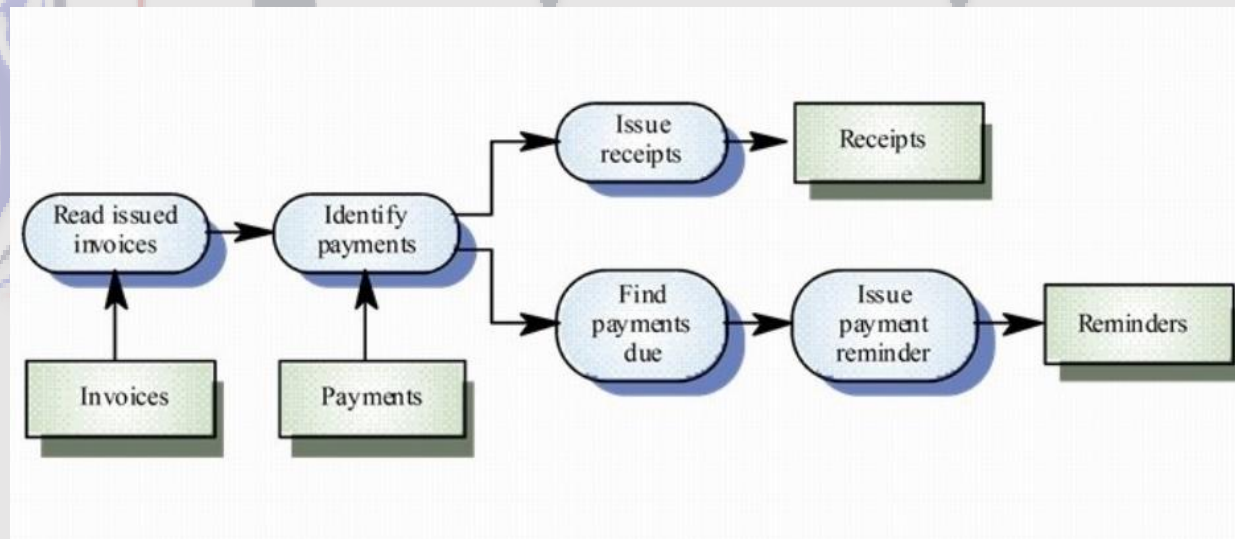 Issue
receipts
Receipts
Read issued
invoices
Identify
payments
Find
payments
due
Issue
payment
reminder
Reminders
Invoices
Payments